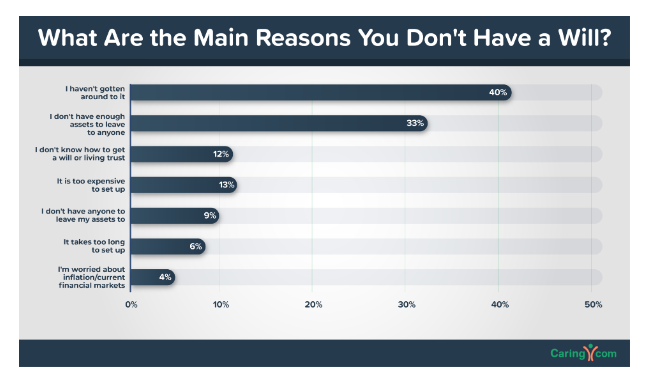 What Are the Main Reasons You Don't Have a Will?
I haven't gotten
around to it
40%
I don't have enough
assets to leave
to anyone
33%
I don't know how to get
a will or living trust
12%
It is too expensive
to set up
13%
I don't have anyone to
leave my assets to
9%
It takes too long
to set up
6%
I'm worried about
inflation/current
financial markets
4%
0% 10% 20% 30% 40% 50%
Caring com